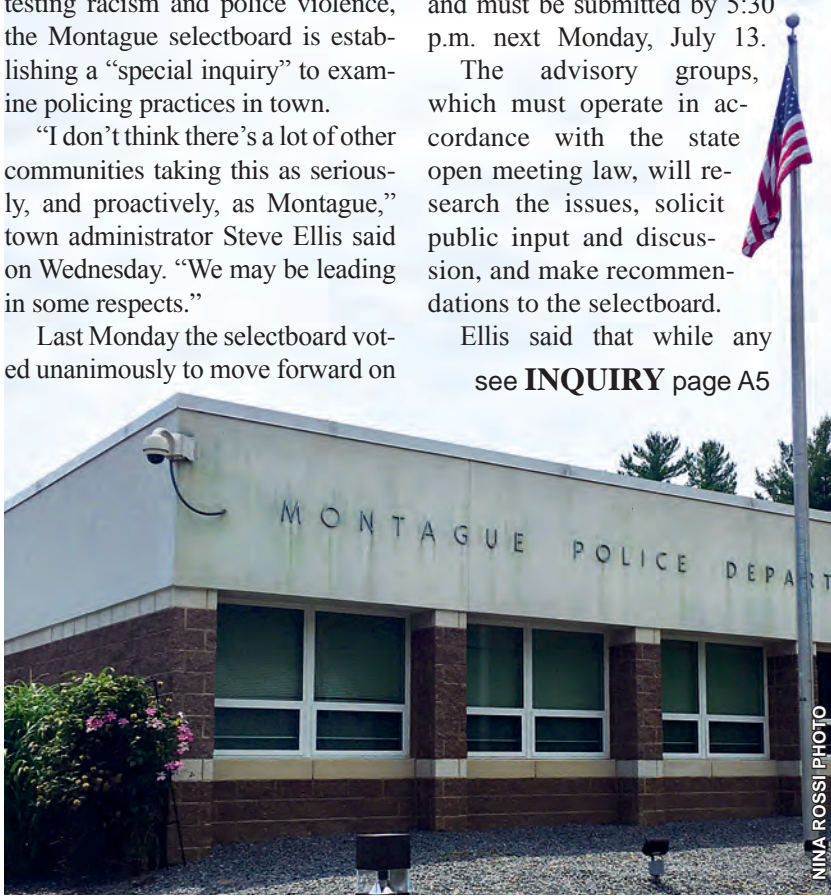 testing racism and police violence,
the Montague selectboard is estab-
lishing a “special inquiry” to exam-
ine policing practices in town.
“I don’t think there’s a lot of other
communities taking this as serious-
ly, and proactively, as Montague,”
town administrator Steve Ellis said
on Wednesday. “We may be leading
in some respects.”
Last Monday the selectboard vot-
ed unanimously to move forward on
and must be submitted by 5:30
p.m. next Monday, July 13.
The advisory groups,
which must operate in ac-
cordance with the state
open meeting law, will re-
search the issues, solicit
public input and discus-
sion, and make recommen-
dations to the selectboard.
Ellis said that while any
see INQUIRY page A5
MONTAGUE POLICE DEPART
NINA ROSSI PHOTO